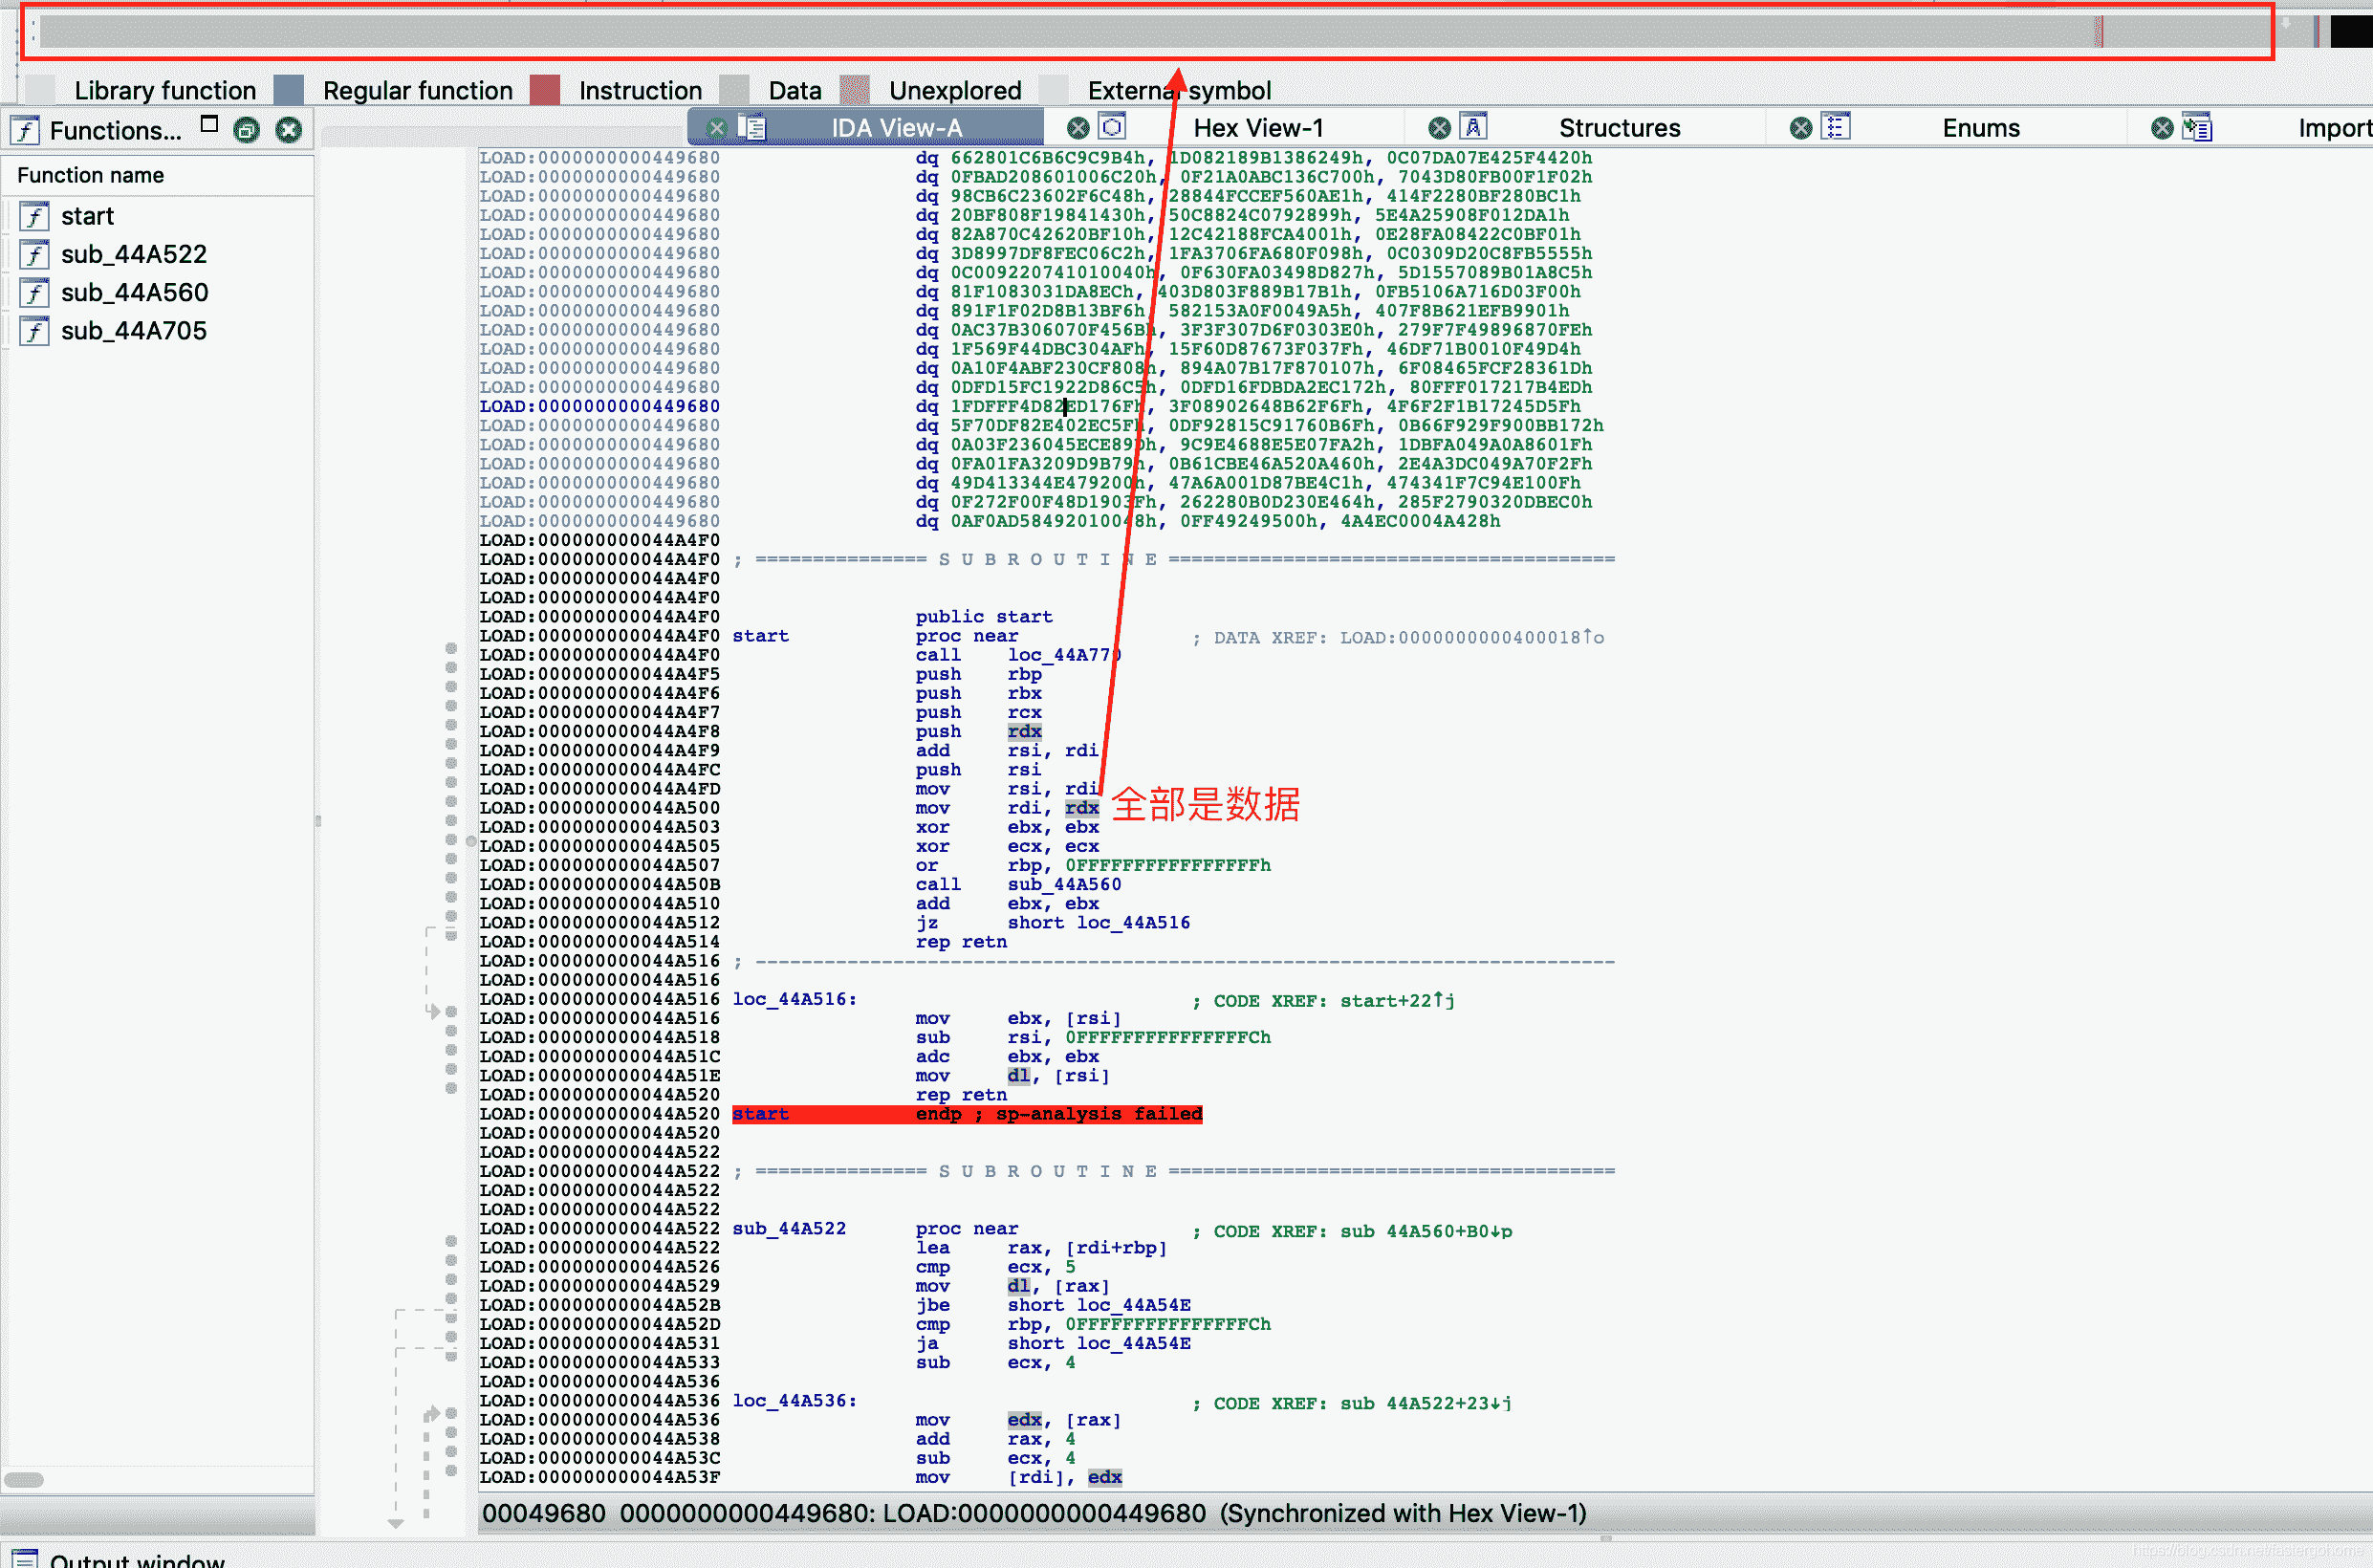 Library function Regular function Instruction Data Unexplored External symbol
Functions... IDA View-A Hex View-1 Structures Enums Import
Function name
start
sub_44A522
sub_44A560
sub_44A705
LOAD:0000000000449680 dq 662801C6B6C9C9B4h, 1D082189B1386249h, 0C07DA07E425F4420h
LOAD:0000000000449680 dq 0FBAD208601006C20h, 0F21A0ABC136C700h, 7043D80FB00F1F02h
LOAD:0000000000449680 dq 98CB6C23602F6C48h, 28844FCCEF560AE1h, 414F2280BF280BC1h
LOAD:0000000000449680 dq 20BF808F19841430h, 50C8824C0792899h, 5E4A25908F012DA1h
LOAD:0000000000449680 dq 82A870C42620BF10h, 12C42188FCA4001h, 0E28FA08422C0BF01h
LOAD:0000000000449680 dq 3D8997DF8FEC06C2h, 1FA3706FA680F098h, 0C0309D20C8FB5555h
LOAD:0000000000449680 dq 0C009220741010040h, 0F630FA03498D827h, 5D1557089B01A8C5h
LOAD:0000000000449680 dq 81F1083031DA8ECh, 403D803F889B17B1h, 0FB5106A716D03F00h
LOAD:0000000000449680 dq 891F1F02D8B13BF6h, 582153A0F0049A5h, 407F8B621EFB9901h
LOAD:0000000000449680 dq 0AC37B306070F456Bh, 3F3F307D6F0303E0h, 279F7F49896870FEh
LOAD:0000000000449680 dq 1F569F44DBC304AFh, 15F60D87673F037Fh, 46DF71B0010F49D4h
LOAD:0000000000449680 dq 0A10F4ABF230CF808h, 894A07B17F870107h, 6F08465FCF28361Dh
LOAD:0000000000449680 dq 0DFD15FC1922D86C5h, 0DFD16FDBDA2EC172h, 80FFF017217B4EDh
LOAD:0000000000449680 dq 1FDFFF4D82ED176Fh, 3F08902648B62F6Fh, 4F6F2F1B17245D5Fh
LOAD:0000000000449680 dq 5F70DF82E402EC5Fh, 0DF92815C91760B6Fh, 0B66F929F900BB172h
LOAD:0000000000449680 dq 0A03F236045ECE89Dh, 9C9E4688E5E07FA2h, 1DBFA049A0A8601Fh
LOAD:0000000000449680 dq 0FA01FA3209D9B79h, 0B61CBE46A520A460h, 2E4A3DC049A70F2Fh
LOAD:0000000000449680 dq 49D413344E479200h, 47A6A001D87BE4C1h, 474341F7C94E100Fh
LOAD:0000000000449680 dq 0F272F00F48D1903Fh, 262280B0D230E464h, 285F2790320DBEC0h
LOAD:0000000000449680 dq 0AF0AD58492010048h, 0FF49249500h, 4A4EC0004A428h
LOAD:000000000044A4F0
LOAD:000000000044A4F0 ; =============== S U B R O U T I N E =======================================
LOAD:000000000044A4F0
LOAD:000000000044A4F0
LOAD:000000000044A4F0 public start
LOAD:000000000044A4F0 start proc near ; DATA XREF: LOAD:0000000000400018↑o
LOAD:000000000044A4F0 call loc_44A770
LOAD:000000000044A4F5 push rbp
LOAD:000000000044A4F6 push rbx
LOAD:000000000044A4F7 push rcx
LOAD:000000000044A4F8 push rdx
LOAD:000000000044A4F9 add rsi, rdi
LOAD:000000000044A4FC push rsi
LOAD:000000000044A4FD mov rsi, rdi
LOAD:000000000044A500 mov rdi, rdx 全部是数据
LOAD:000000000044A503 xor ebx, ebx
LOAD:000000000044A505 xor ecx, ecx
LOAD:000000000044A507 or rbp, 0FFFFFFFFFFFFFFFFh
LOAD:000000000044A50B call sub_44A560
LOAD:000000000044A510 add ebx, ebx
LOAD:000000000044A512 jz short loc_44A516
LOAD:000000000044A514 rep retn
LOAD:000000000044A516 ; ---------------------------------------------------------------------------
LOAD:000000000044A516
LOAD:000000000044A516 loc_44A516: ; CODE XREF: start+22↑j
LOAD:000000000044A516 mov ebx, [rsi]
LOAD:000000000044A518 sub rsi, 0FFFFFFFFFFFFFFFCh
LOAD:000000000044A51C adc ebx, ebx
LOAD:000000000044A51E mov dl, [rsi]
LOAD:000000000044A520 rep retn
LOAD:000000000044A520 start endp ; sp-analysis failed
LOAD:000000000044A520
LOAD:000000000044A522
LOAD:000000000044A522 ; =============== S U B R O U T I N E =======================================
LOAD:000000000044A522
LOAD:000000000044A522
LOAD:000000000044A522 sub_44A522 proc near ; CODE XREF: sub 44A560+B0↓p
LOAD:000000000044A522 lea rax, [rdi+rbp]
LOAD:000000000044A526 cmp ecx, 5
LOAD:000000000044A529 mov dl, [rax]
LOAD:000000000044A52B jbe short loc_44A54E
LOAD:000000000044A52D cmp rbp, 0FFFFFFFFFFFFFFFCh
LOAD:000000000044A531 ja short loc_44A54E
LOAD:000000000044A533 sub ecx, 4
LOAD:000000000044A536
LOAD:000000000044A536 loc_44A536: ; CODE XREF: sub 44A522+23↓j
LOAD:000000000044A536 mov edx, [rax]
LOAD:000000000044A538 add rax, 4
LOAD:000000000044A53C sub ecx, 4
LOAD:000000000044A53F mov [rdi], edx
00049680 0000000000449680: LOAD:0000000000449680 (Synchronized with Hex View-1)
Output window
https://blog.csdn.net/fastergohome